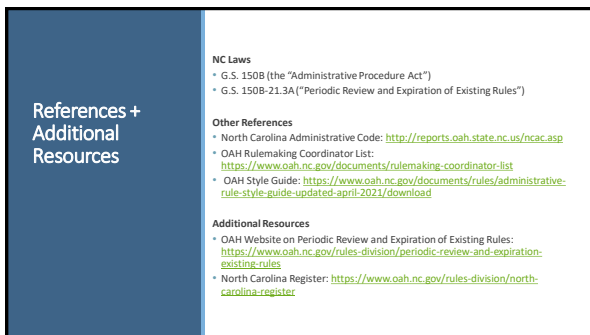 References +
Additional
Resources
NC Laws
• G.S. 150B (the “Administrative Procedure Act”)
• G.S. 150B-21.3A (“Periodic Review and Expiration of Existing Rules”)
Other References
• North Carolina Administrative Code: http://reports.oah.state.nc.us/ncac.asp
• OAH Rulemaking Coordinator List:
https://www.oah.nc.gov/documents/rulemaking-coordinator-list
• OAH Style Guide: https://www.oah.nc.gov/documents/rules/administrative-
rule-style-guide-updated-april-2021/download
Additional Resources
• OAH Website on Periodic Review and Expiration of Existing Rules:
https://www.oah.nc.gov/rules-division/periodic-review-and-expiration-
existing-rules
• North Carolina Register: https://www.oah.nc.gov/rules-division/north-
carolina-register